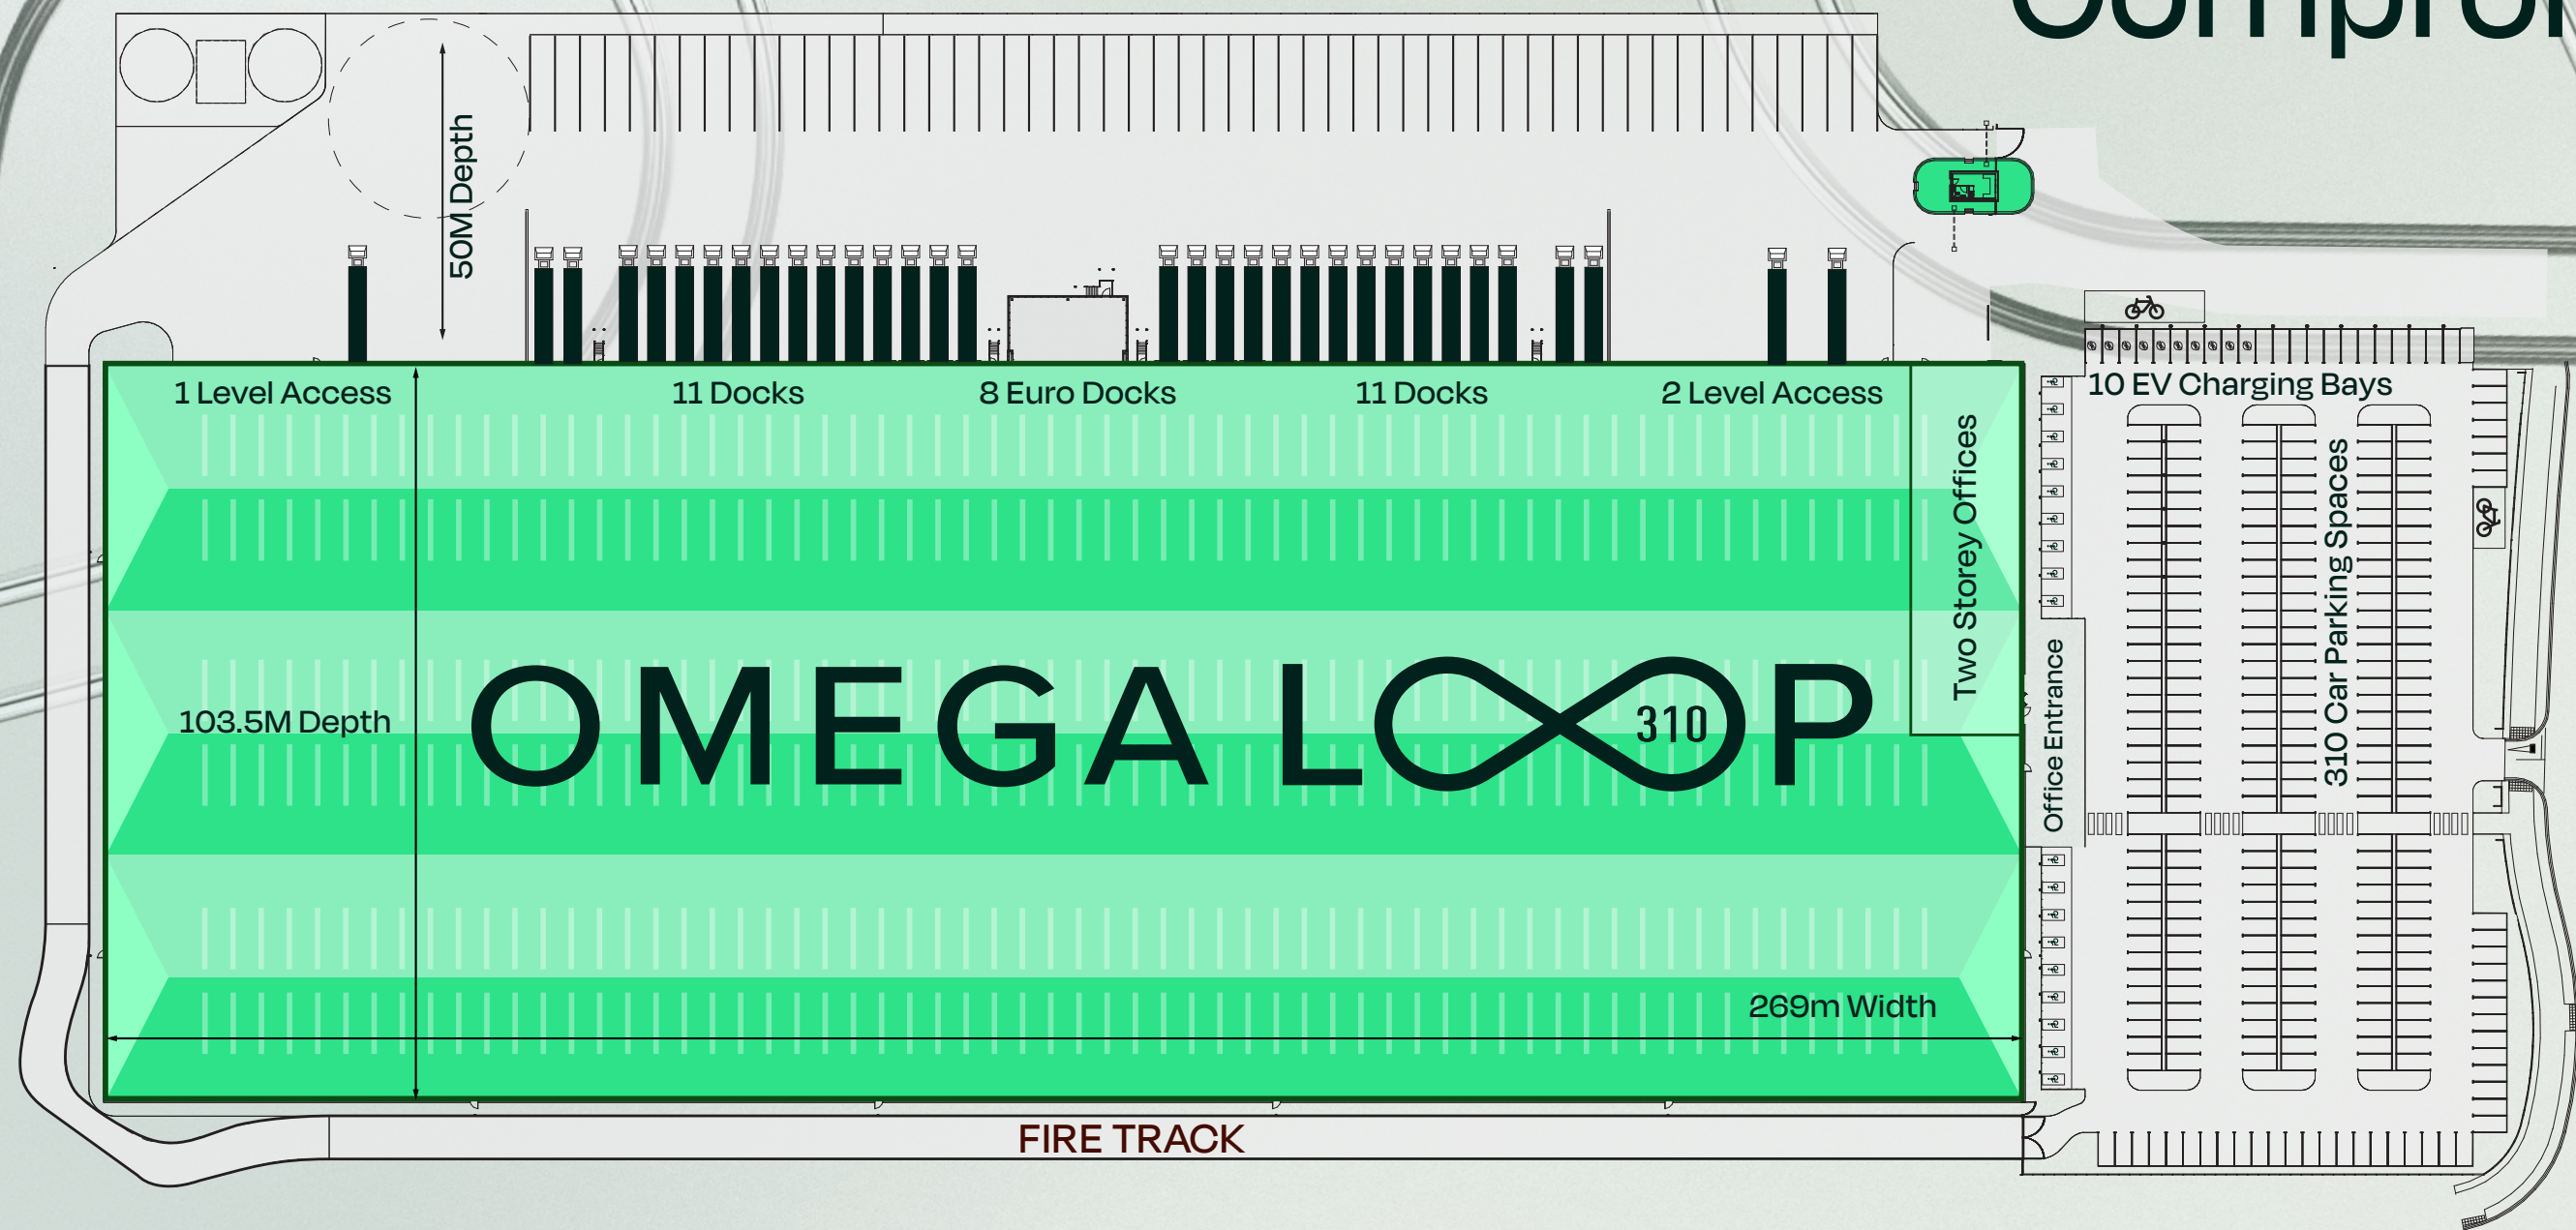 50M Depth
1 Level Access
11 Docks
8 Euro Docks
11 Docks
2 Level Access
10 EV Charging Bays
Two Storey Offices
310 Car Parking Spaces
Office Entrance
103.5M Depth
OMEGA LOOP
310
269m Width
FIRE TRACK